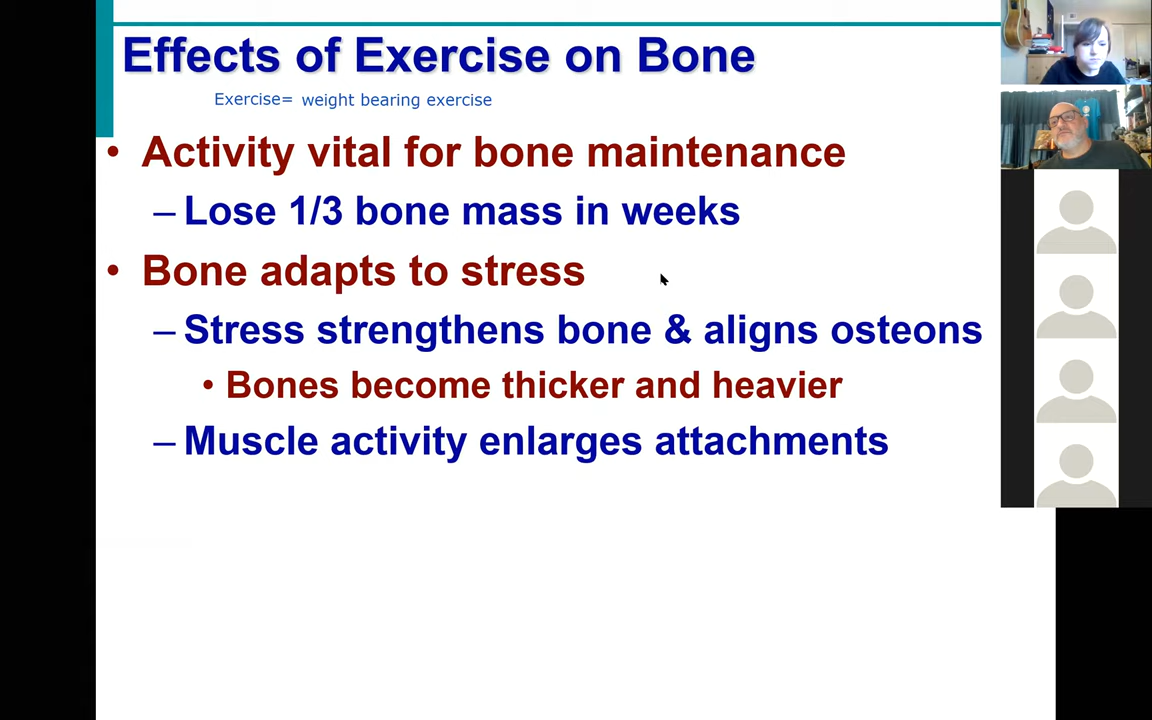 Effects of Exercise on Bone
Exercise= weight bearing exercise
• Activity vital for bone maintenance
– Lose 1/3 bone mass in weeks
• Bone adapts to stress
– Stress strengthens bone & aligns osteons
• Bones become thicker and heavier
– Muscle activity enlarges attachments